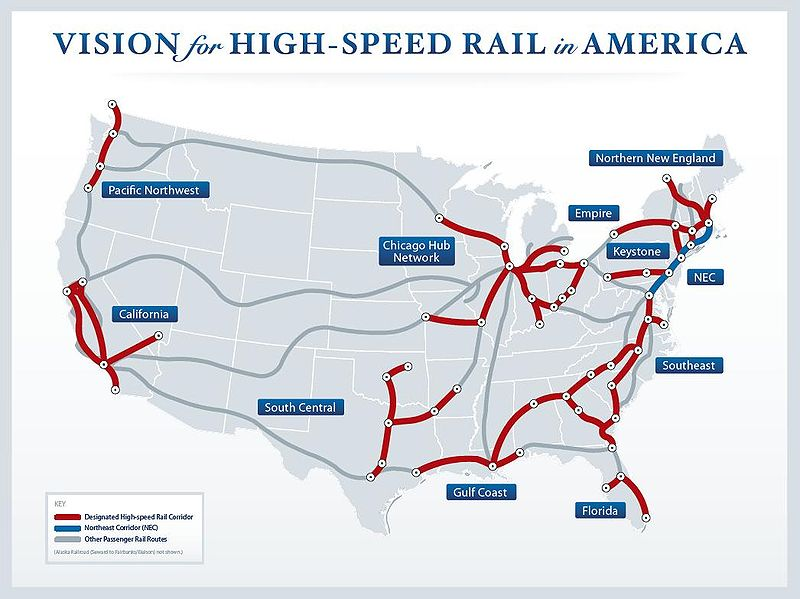 VISION for HIGH-SPEED RAIL in AMERICA
Northern New England
Pacific Northwest
Empire
Chicago Hub
Network
Keystone
NEC
California
Southeast
South Central
Gulf Coast
Florida
KEY
Designated High-speed Rail Corridor
Northeast Corridor (NEC)
Other Passenger Rail Routes
(Alaska Railroad (Seward to Fairbanks/Eielson) not shown.)